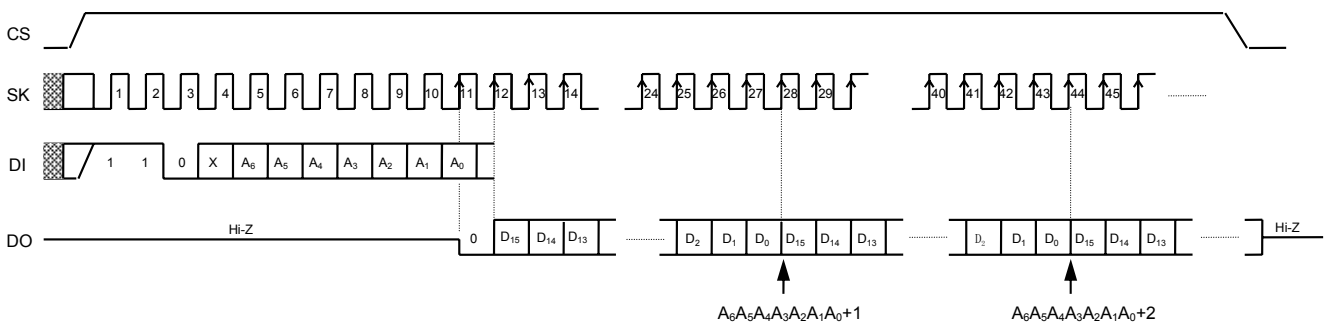 CS
SK 1 2 3 4 5 6 7 8 9 10 11 12 13 14 24 25 26 27 28 29 40 41 42 43 44 45
DI 1 1 0 X A₆ A₅ A₄ A₃ A₂ A₁ A₀
DO Hi-Z 0 D₁₅ D₁₄ D₁₃ D₂ D₁ D₀ D₁₅ D₁₄ D₁₃ D₂ D₁ D₀ D₁₅ D₁₄ D₁₃ Hi-Z
A₆A₅A₄A₃A₂A₁A₀+1 A₆A₅A₄A₃A₂A₁A₀+2